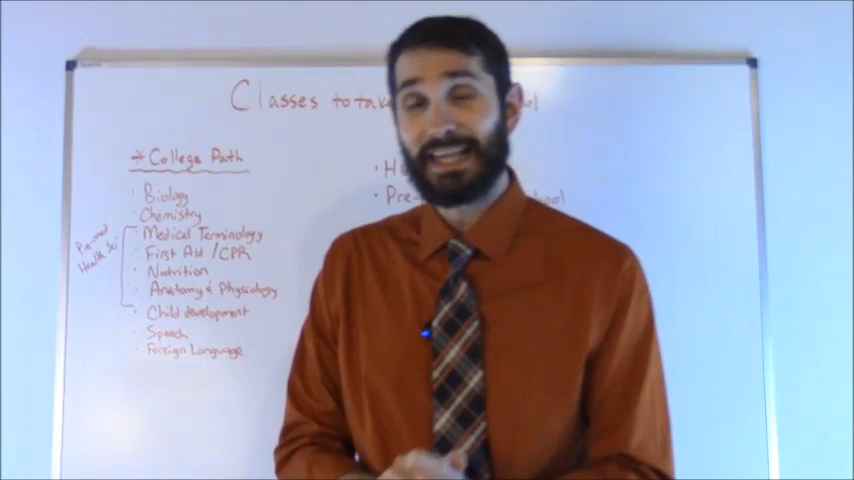 Classes to
* College Path
· Biology
· Chemistry
· Medical Terminology
· First Aid / CPR
· Nutrition
· Anatomy & Physiology
· Child development
· Speech
· Foreign Language
Pre-med
Health Sci
· H
· Pre-